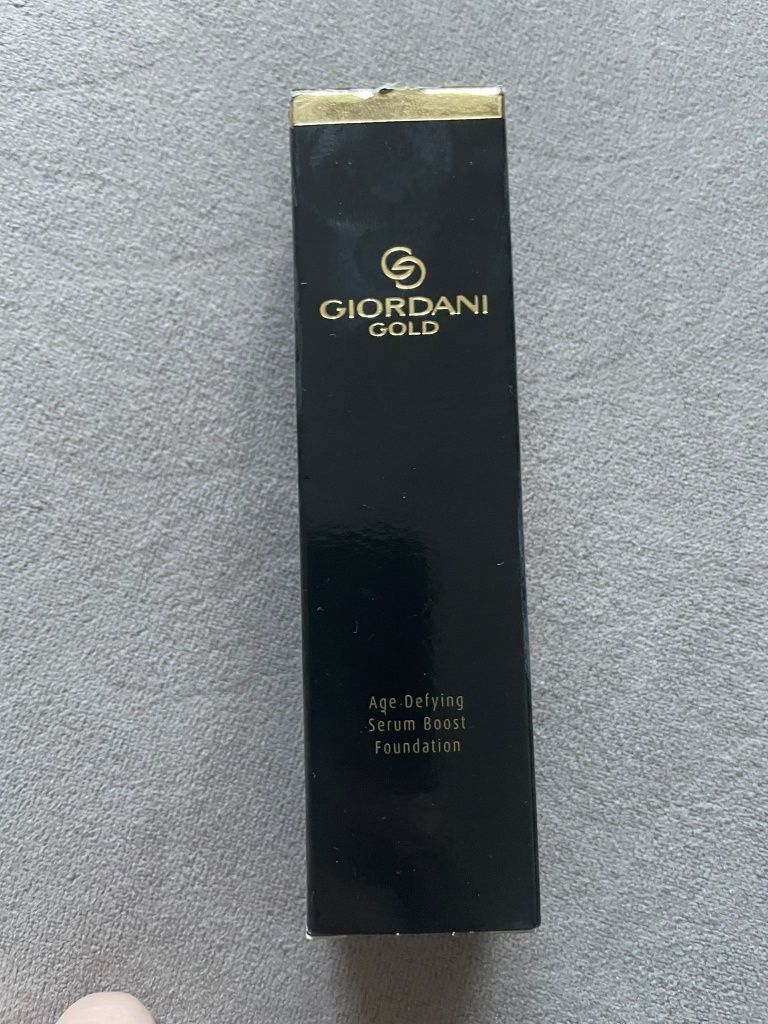 GIORDANI
GOLD
Age Defying
Serum Boost
Foundation